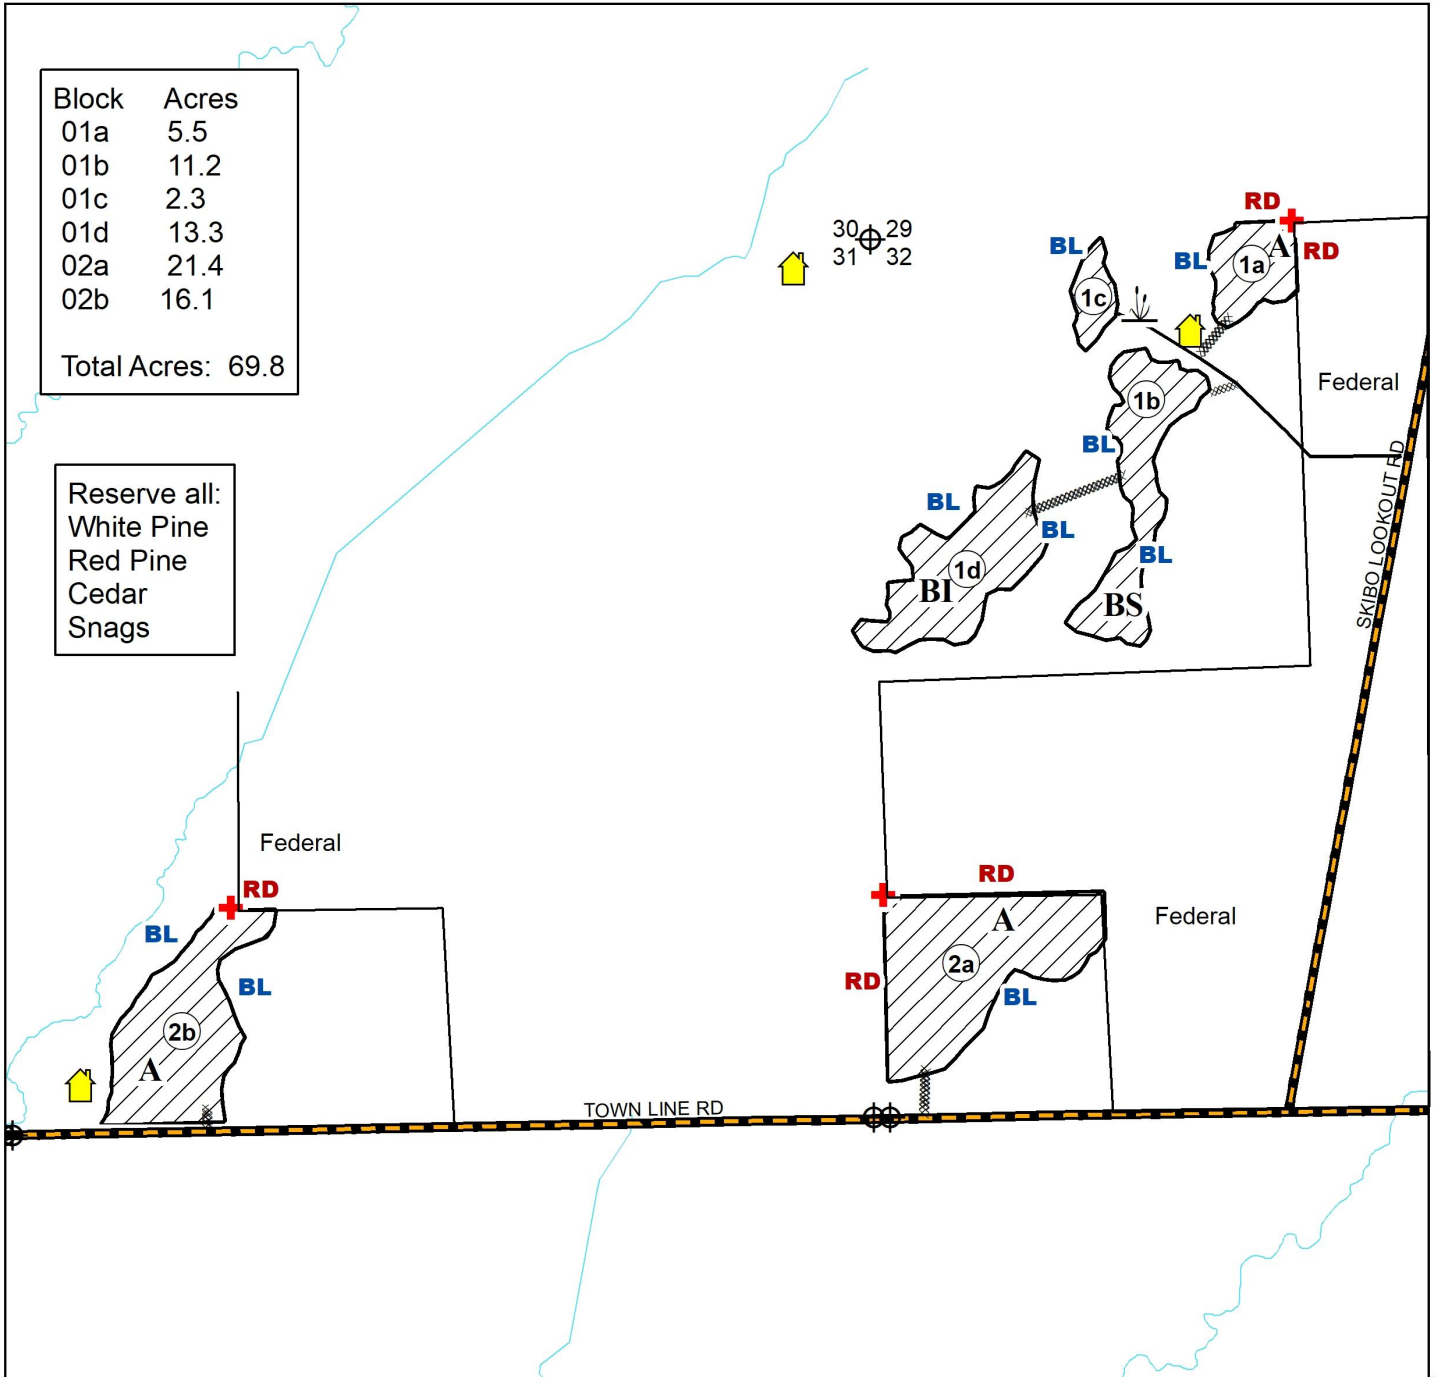 Block Acres
01a 5.5
01b 11.2
01c 2.3
01d 13.3
02a 21.4
02b 16.1
Total Acres: 69.8
Reserve all:
White Pine
Red Pine
Cedar
Snags
30 29
31 32
RD
RD
A
1a
BL
BL
1c
1b
Federal
BL
BL
BL
BL
1d
BI
BS
SKIBO LOOKOUT RD
Federal
RD
BL
BL
2b
A
RD
A
Federal
2a
RD
BL
TOWN LINE RD